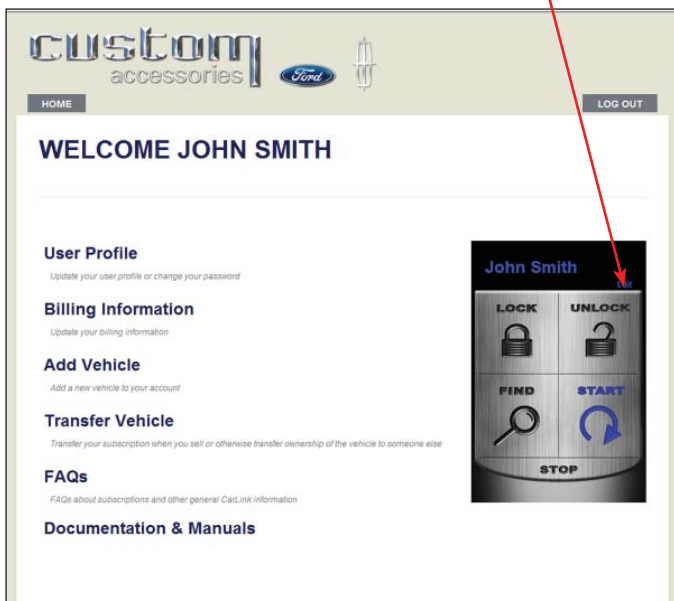 custom
accessories
Ford
HOME
LOG OUT
WELCOME JOHN SMITH
User Profile
Update your user profile or change your password
Billing Information
Update your billing information
Add Vehicle
Add a new vehicle to your account
Transfer Vehicle
Transfer your subscription when you sell or otherwise transfer ownership of the vehicle to someone else
FAQs
FAQs about subscriptions and other general CarLink information
Documentation & Manuals
John Smith
Edit
LOCK
UNLOCK
FIND
START
STOP